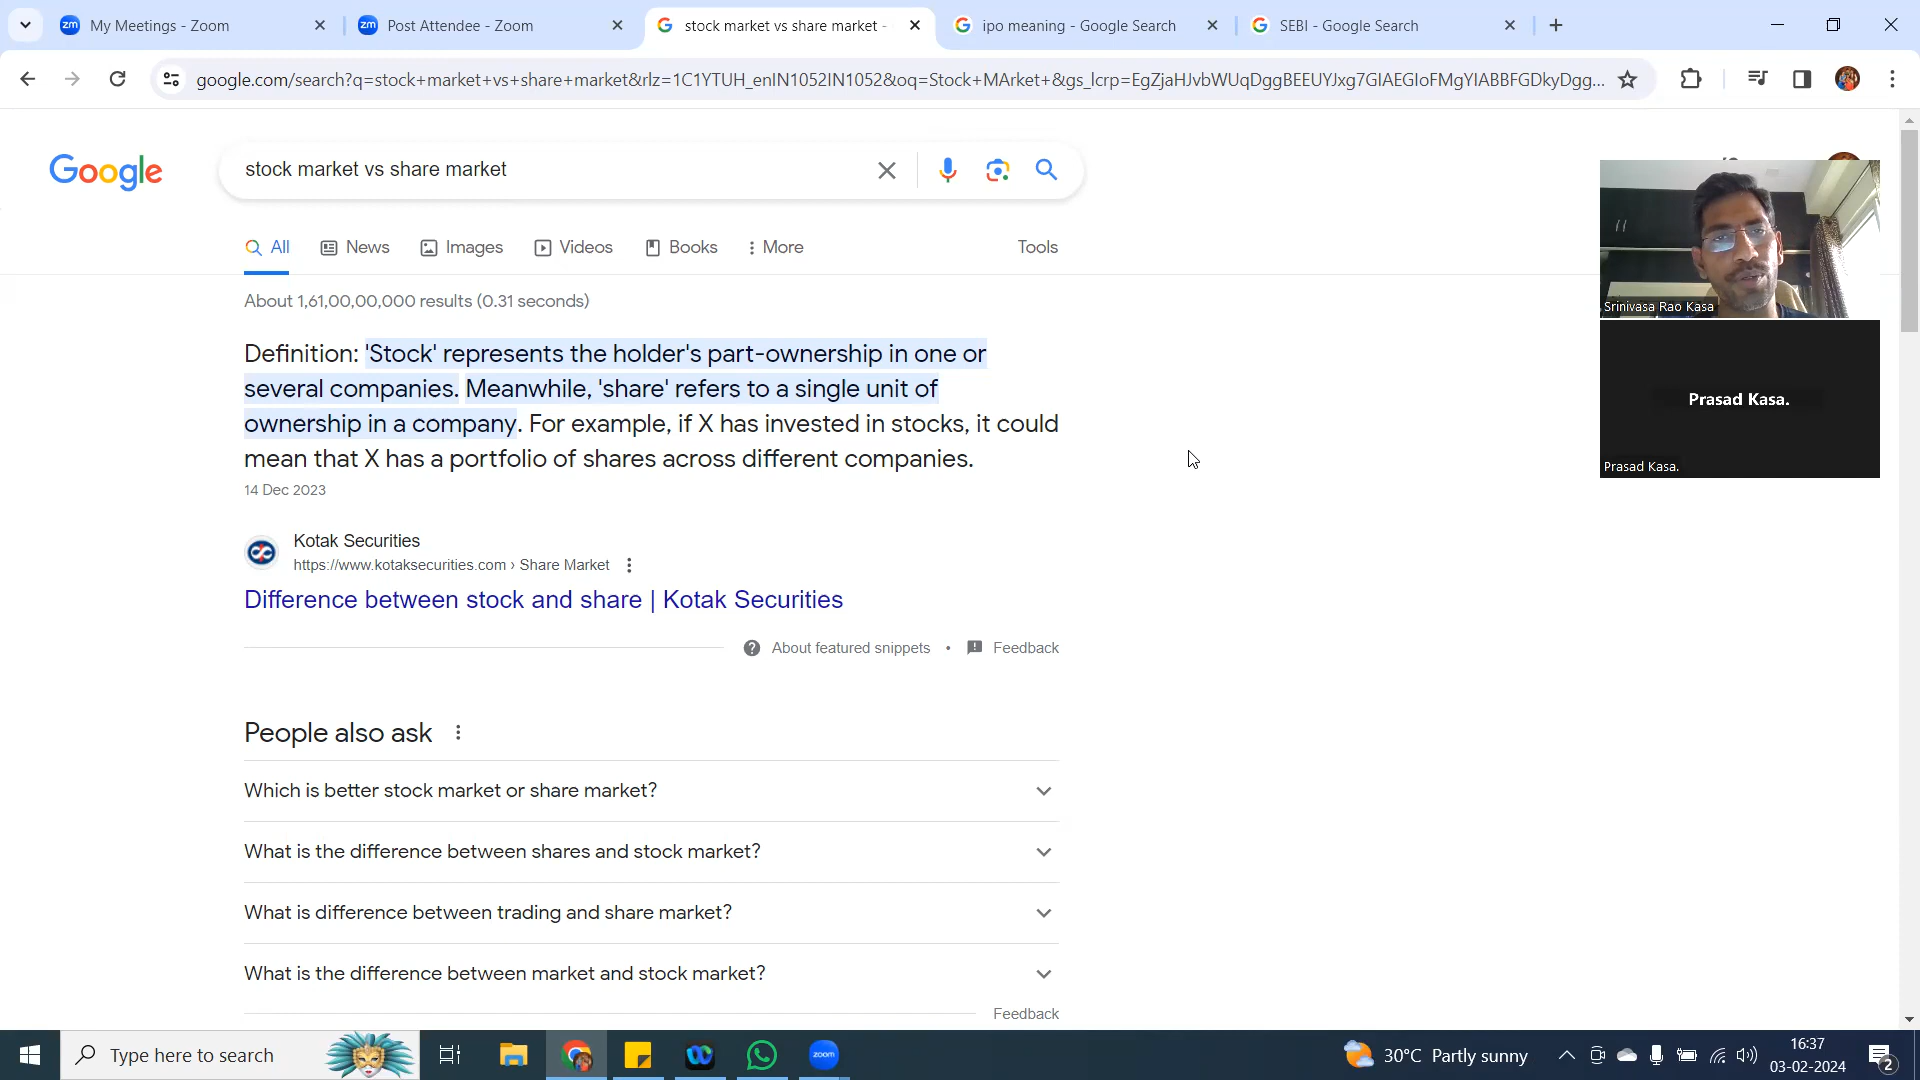 My Meetings - Zoom
Post Attendee - Zoom
stock market vs share market -
ipo meaning - Google Search
SEBI - Google Search
google.com/search?q=stock+market+vs+share+market&rlz=1C1YTUH_enIN1052IN1052&oq=Stock+MArket+&gs_lcrp=EgZjaHJvbWUqDggBEEUYJxg7GIAEGIoFMgYIABBFGDkyDgg...
Google
stock market vs share market
All
News
Images
Videos
Books
More
Tools
About 1,61,00,00,000 results (0.31 seconds)
Definition: 'Stock' represents the holder's part-ownership in one or
several companies. Meanwhile, 'share' refers to a single unit of
ownership in a company. For example, if X has invested in stocks, it could
mean that X has a portfolio of shares across different companies.
14 Dec 2023
Kotak Securities
https://www.kotaksecurities.com › Share Market
Difference between stock and share | Kotak Securities
About featured snippets
•
Feedback
People also ask
Which is better stock market or share market?
What is the difference between shares and stock market?
What is difference between trading and share market?
What is the difference between market and stock market?
Feedback
Srinivasa Rao Kasa
Prasad Kasa.
Prasad Kasa.
Type here to search
zoom
30°C Partly sunny
16:37
03-02-2024
2